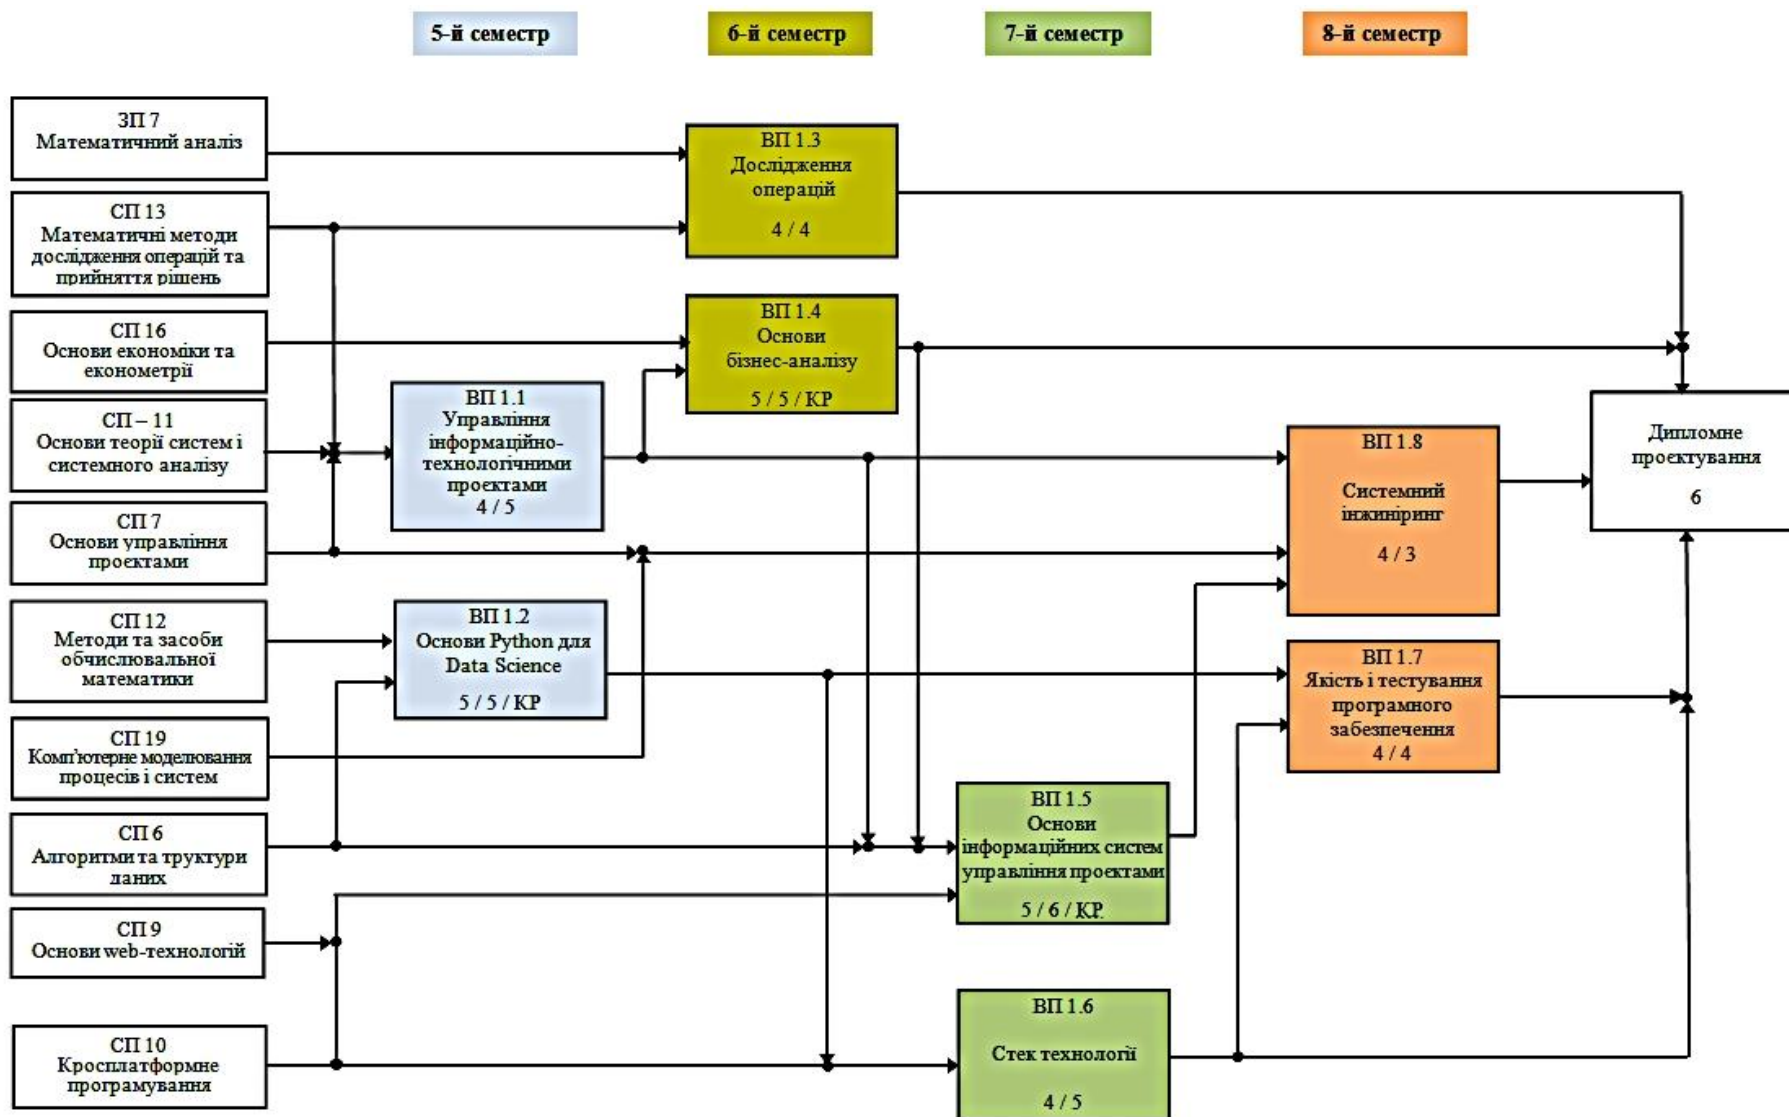 5-й семестр
6-й семестр
7-й семестр
8-й семестр
ЗП 7
Математичний аналіз
СП 13
Математичні методи
дослідження операцій та
прийняття рішень
СП 16
Основи економіки та
економетрії
СП – 11
Основи теорії систем і
системного аналізу
СП 7
Основи управління
проєктами
СП 12
Методи та засоби
обчислювальної
математики
СП 19
Комп'ютерне моделювання
процесів і систем
СП 6
Алгоритми та труктури
даних
СП 9
Основи web-технологій
СП 10
Кросплатформне
програмування
ВП 1.1
Управління
інформаційно-
технологічними
проєктами
4 / 5
ВП 1.2
Основи Python для
Data Science
5 / 5 / КР
ВП 1.3
Дослідження
операцій
4 / 4
ВП 1.4
Основи
бізнес-аналізу
5 / 5 / КР
ВП 1.5
Основи
інформаційних систем
управління проєктами
5 / 6 / КР.
ВП 1.6
Стек технології
4 / 5
ВП 1.8
Системний
інжиніринг
4 / 3
ВП 1.7
Якість і тестування
програмного
забезпечення
4 / 4
Дипломне
проєктування
6